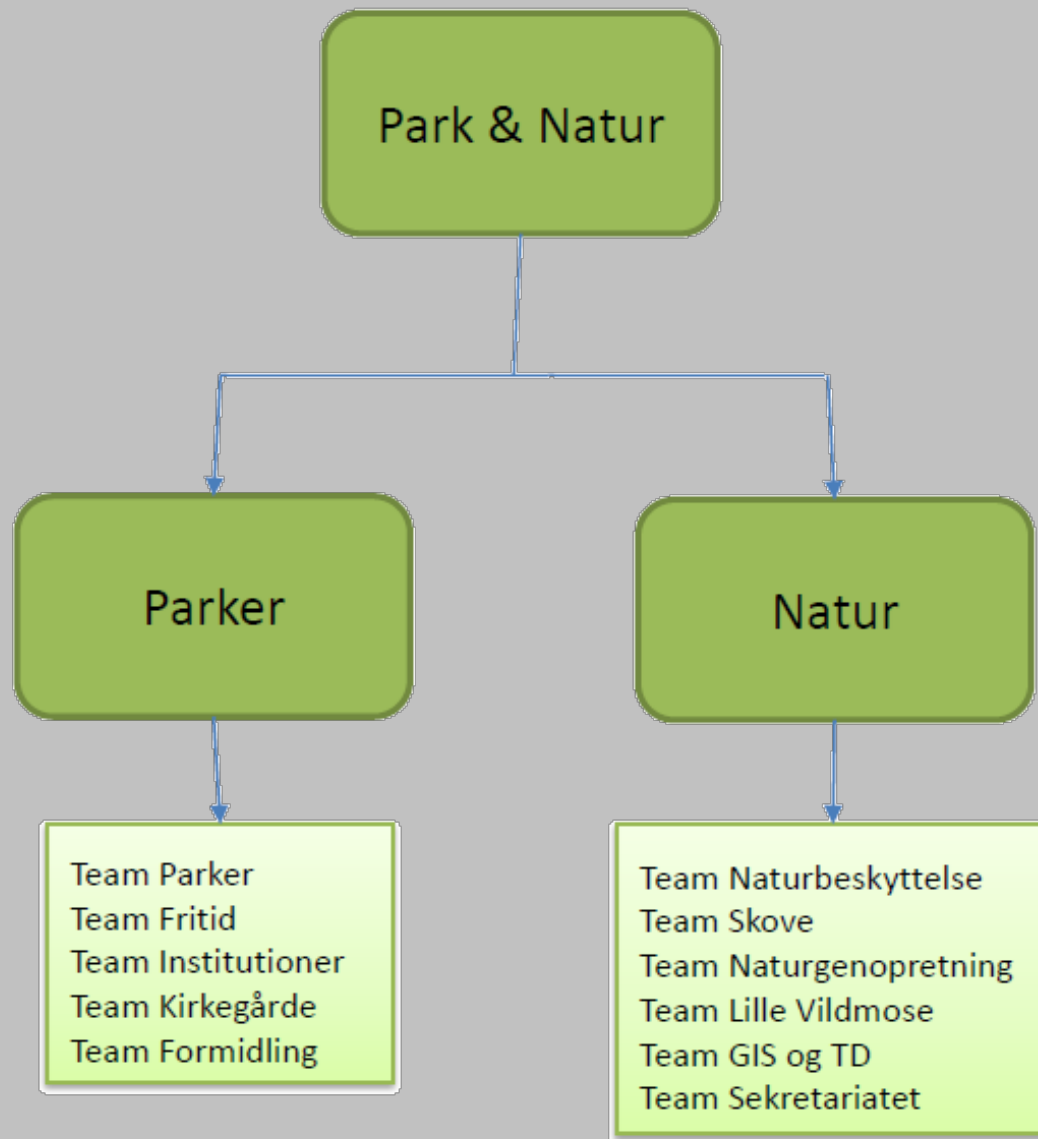 Park & Natur
Parker
Natur
Team Parker
Team Fritid
Team Institutioner
Team Kirkegårde
Team Formidling
Team Naturbeskyttelse
Team Skove
Team Naturgenopretning
Team Lille Vildmose
Team GIS og TD
Team Sekretariatet